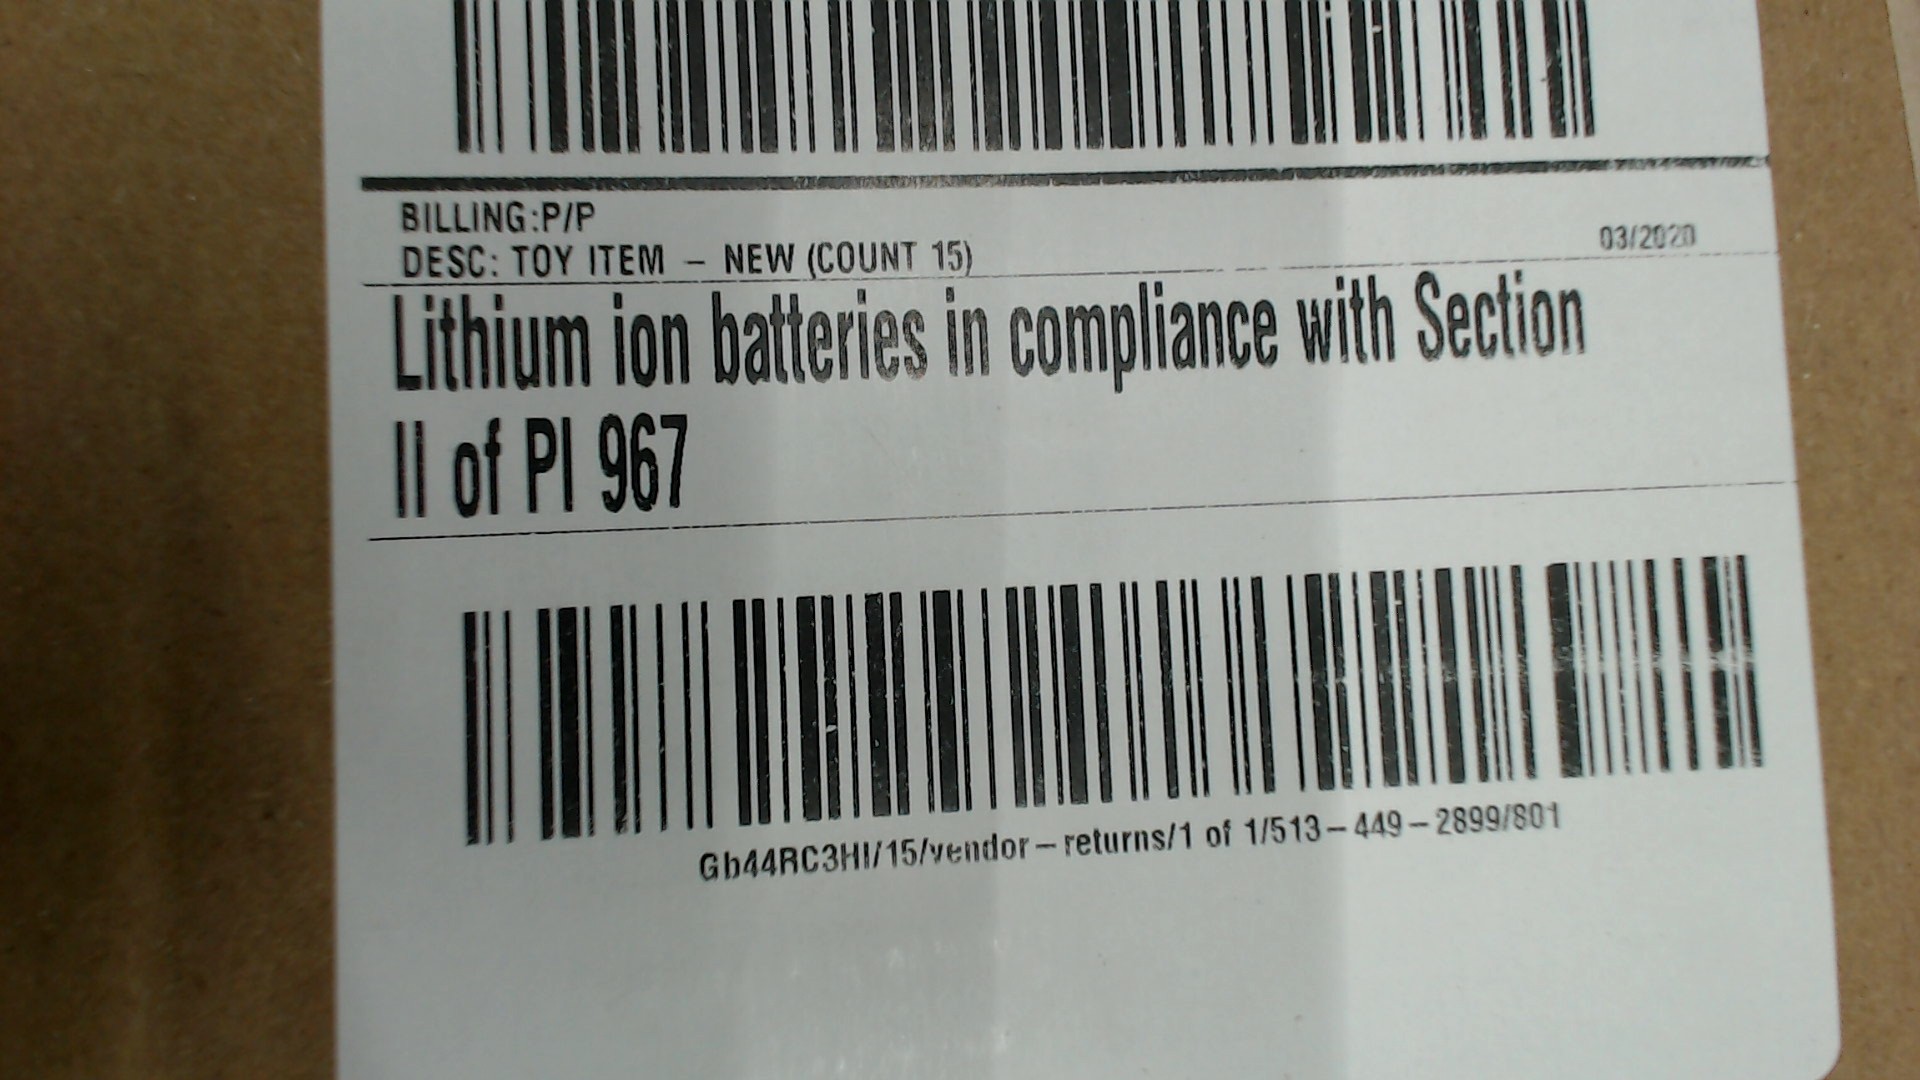 BILLING:P/P
DESC: TOY ITEM - NEW (COUNT 15)
03/2020
Lithium ion batteries in compliance with Section
II of PI 967
Gb44RC3HI/15/vendor-returns/1 of 1/513-449-2899/801